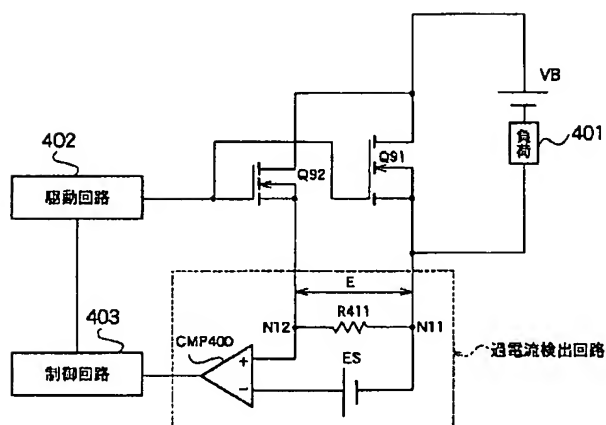 VB
402
負荷
401
Q91
Q92
駆動回路
E
R411
N12
N11
403
CMP400
ES
過電流検出回路
制御回路
+
−